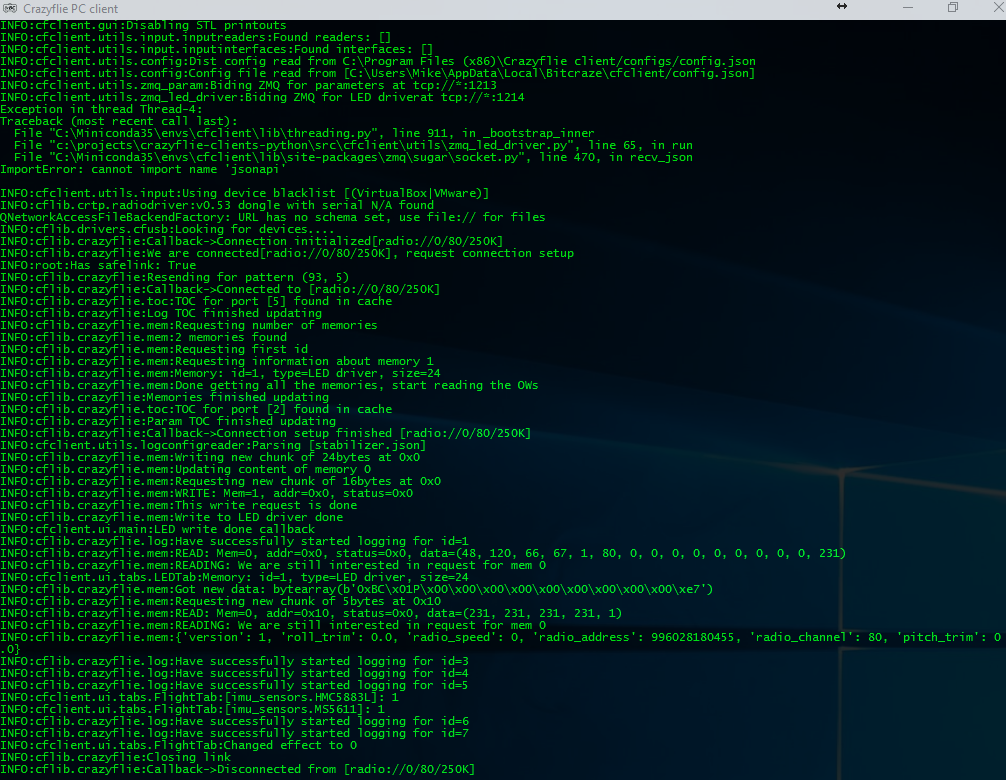 Crazyflie PC client
INFO:cfclient.gui:Disabling STL printouts
INFO:cfclient.utils.input.inputreaders:Found readers: []
INFO:cfclient.utils.input.inputinterfaces:Found interfaces: []
INFO:cfclient.utils.config:Dist config read from C:\Program Files (x86)\Crazyflie client/configs/config.json
INFO:cfclient.utils.config:Config file read from [C:\Users\Mike\AppData\Local\Bitcraze\cfclient/config.json]
INFO:cfclient.utils.zmq_param:Biding ZMQ for parameters at tcp://*:1213
INFO:cfclient.utils.zmq_led_driver:Biding ZMQ for LED driverat tcp://*:1214
Exception in thread Thread-4:
Traceback (most recent call last):
  File "C:\Miniconda35\envs\cfclient\lib\threading.py", line 911, in _bootstrap_inner
  File "c:\projects\crazyflie-clients-python\src\cfclient\utils\zmq_led_driver.py", line 65, in run
  File "C:\Miniconda35\envs\cfclient\lib\site-packages\zmq\sugar\socket.py", line 470, in recv_json
ImportError: cannot import name 'jsonapi'
INFO:cfclient.utils.input:Using device blacklist [(VirtualBox|VMware)]
INFO:cflib.crtp.radiodriver:v0.53 dongle with serial N/A found
QNetworkAccessFileBackendFactory: URL has no schema set, use file:// for files
INFO:cflib.drivers.cfusb:Looking for devices....
INFO:cflib.crazyflie:Callback->Connection initialized[radio://0/80/250K]
INFO:cflib.crazyflie:We are connected[radio://0/80/250K], request connection setup
INFO:root:Has safelink: True
INFO:cflib.crazyflie:Resending for pattern (93, 5)
INFO:cflib.crazyflie:Callback->Connected to [radio://0/80/250K]
INFO:cflib.crazyflie.toc:TOC for port [5] found in cache
INFO:cflib.crazyflie:Log TOC finished updating
INFO:cflib.crazyflie.mem:Requesting number of memories
INFO:cflib.crazyflie.mem:2 memories found
INFO:cflib.crazyflie.mem:Requesting first id
INFO:cflib.crazyflie.mem:Requesting information about memory 1
INFO:cflib.crazyflie.mem:Memory: id=1, type=LED driver, size=24
INFO:cflib.crazyflie.mem:Done getting all the memories, start reading the OWs
INFO:cflib.crazyflie:Memories finished updating
INFO:cflib.crazyflie.toc:TOC for port [2] found in cache
INFO:cflib.crazyflie:Param TOC finished updating
INFO:cflib.crazyflie:Callback->Connection setup finished [radio://0/80/250K]
INFO:cfclient.utils.logconfigreader:Parsing [stabilizer.json]
INFO:cflib.crazyflie.mem:Writing new chunk of 24bytes at 0x0
INFO:cflib.crazyflie.mem:Updating content of memory 0
INFO:cflib.crazyflie.mem:Requesting new chunk of 16bytes at 0x0
INFO:cflib.crazyflie.mem:WRITE: Mem=1, addr=0x0, status=0x0
INFO:cflib.crazyflie.mem:This write request is done
INFO:cflib.crazyflie.mem:Write to LED driver done
INFO:cfclient.ui.main:LED write done callback
INFO:cflib.crazyflie.log:Have successfully started logging for id=1
INFO:cflib.crazyflie.mem:READ: Mem=0, addr=0x0, status=0x0, data=(48, 120, 66, 67, 1, 80, 0, 0, 0, 0, 0, 0, 0, 0, 0, 231)
INFO:cflib.crazyflie.mem:READING: We are still interested in request for mem 0
INFO:cfclient.ui.tabs.LEDTab:Memory: id=1, type=LED driver, size=24
INFO:cflib.crazyflie.mem:Got new data: bytearray(b'0xBC\x01P\x00\x00\x00\x00\x00\x00\x00\x00\x00\xe7')
INFO:cflib.crazyflie.mem:Requesting new chunk of 5bytes at 0x10
INFO:cflib.crazyflie.mem:READ: Mem=0, addr=0x10, status=0x0, data=(231, 231, 231, 231, 1)
INFO:cflib.crazyflie.mem:READING: We are still interested in request for mem 0
INFO:cflib.crazyflie.mem:{'version': 1, 'roll_trim': 0.0, 'radio_speed': 0, 'radio_address': 996028180455, 'radio_channel': 80, 'pitch_trim': 0
.0}
INFO:cflib.crazyflie.log:Have successfully started logging for id=3
INFO:cflib.crazyflie.log:Have successfully started logging for id=4
INFO:cflib.crazyflie.log:Have successfully started logging for id=5
INFO:cfclient.ui.tabs.FlightTab:[imu_sensors.HMC5883L]: 1
INFO:cfclient.ui.tabs.FlightTab:[imu_sensors.MS5611]: 1
INFO:cflib.crazyflie.log:Have successfully started logging for id=6
INFO:cflib.crazyflie.log:Have successfully started logging for id=7
INFO:cfclient.ui.tabs.FlightTab:Changed effect to 0
INFO:cflib.crazyflie:Closing link
INFO:cflib.crazyflie:Callback->Disconnected from [radio://0/80/250K]